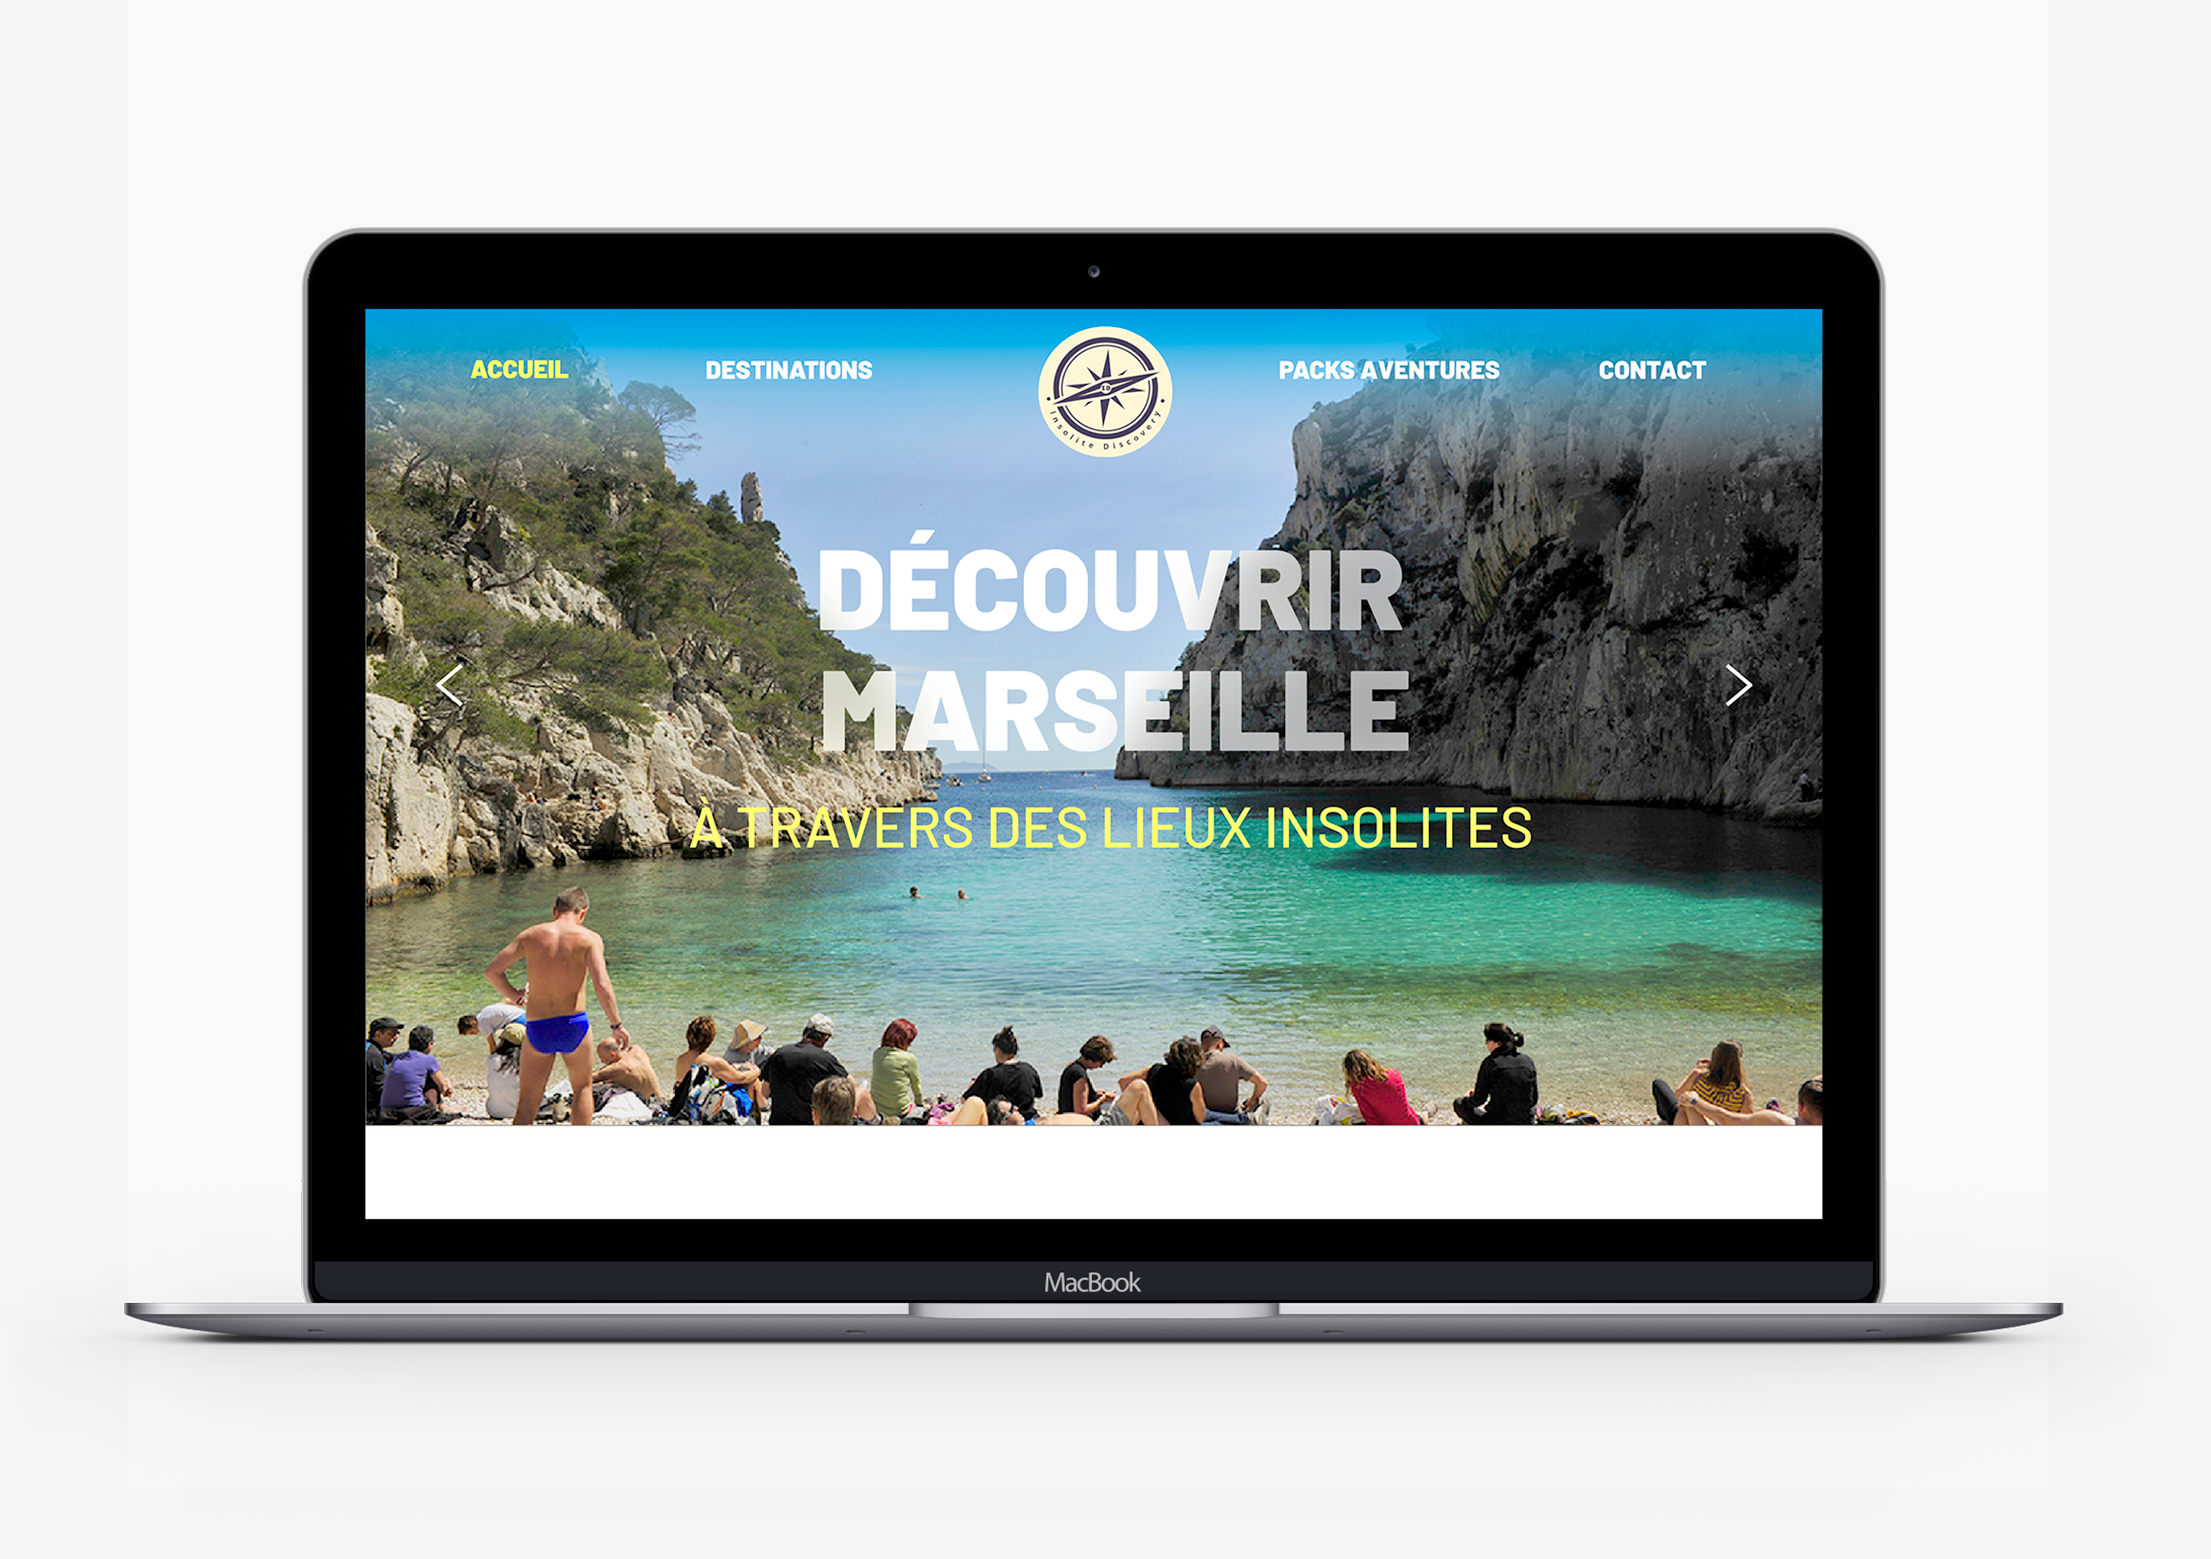 ACCUEIL
DESTINATIONS
I.D
Insolite Discovery
PACKS AVENTURES
CONTACT
DÉCOUVRIR
MARSEILLE
À TRAVERS DES LIEUX INSOLITES
MacBook